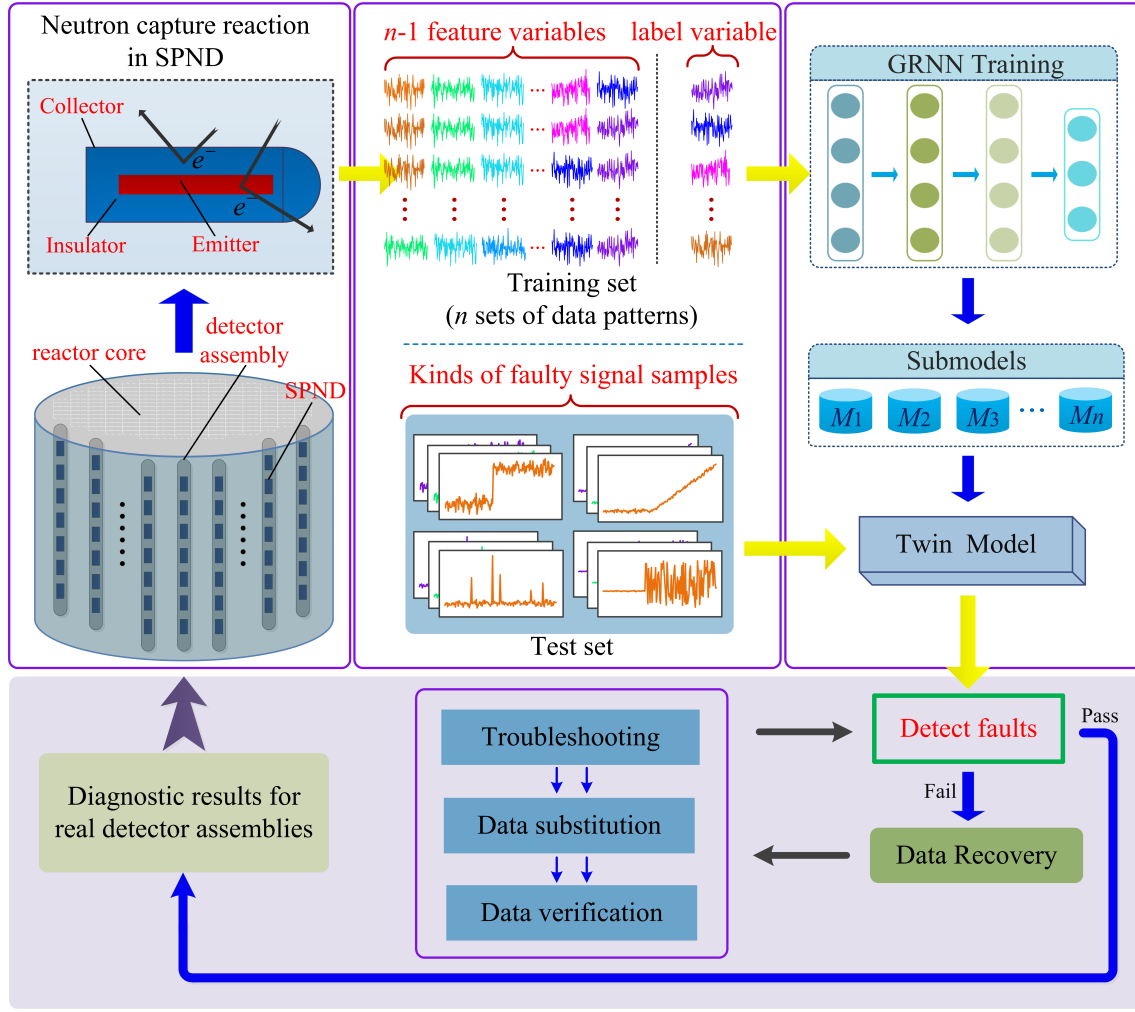 Neutron capture reaction
in SPND
Collector
e⁻
e⁻
Insulator
Emitter
reactor core
detector
assembly
SPND
n-1 feature variables
label variable
...
...
...
...
Training set
(n sets of data patterns)
Kinds of faulty signal samples
Test set
GRNN Training
Submodels
M1 M2 M3 ... Mn
Twin Model
Detect faults
Pass
Fail
Data Recovery
Troubleshooting
Data substitution
Data verification
Diagnostic results for
real detector assemblies